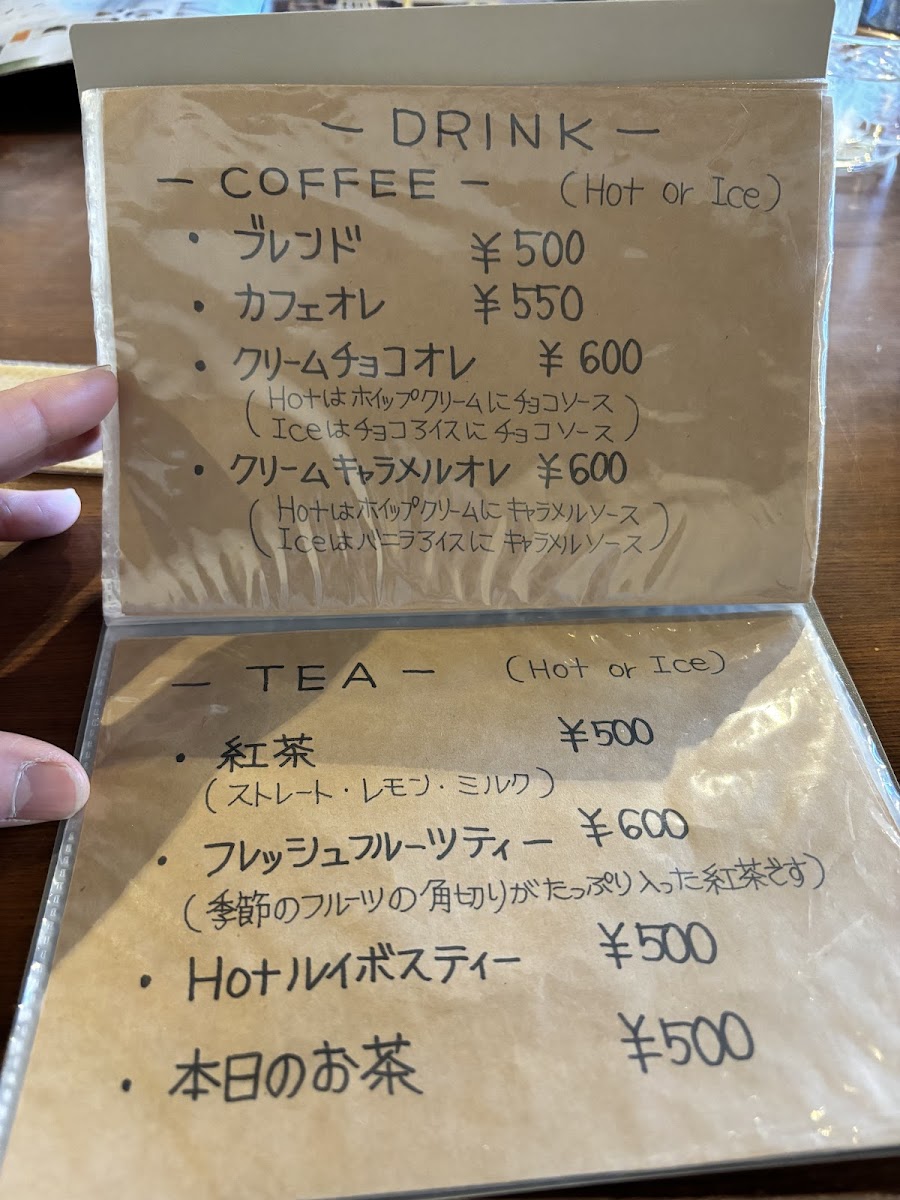 - DRINK -
- COFFEE - (Hot or Ice)
・ブレンド ¥500
・カフェオレ ¥550
・クリームチョコオレ ¥600
(Hotはホイップクリームにチョコソース
Iceはチョコアイスにチョコソース)
・クリームキャラメルオレ ¥600
(Hotはホイップクリームにキャラメルソース
Iceはバニラアイスにキャラメルソース)
- TEA - (Hot or Ice)
・紅茶 ¥500
(ストレート・レモン・ミルク)
・フレッシュフルーツティー ¥600
(季節のフルーツの角切りがたっぷり入った紅茶です)
・Hotルイボスティー ¥500
・本日のお茶 ¥500